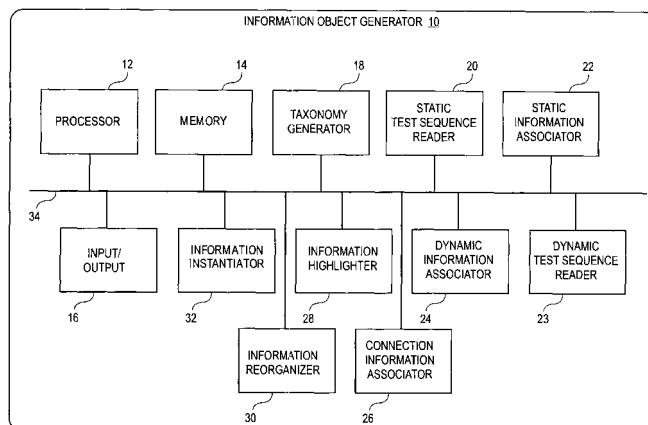 INFORMATION OBJECT GENERATOR 10
12
14
18
20
22
PROCESSOR
MEMORY
TAXONOMY
GENERATOR
STATIC
TEST SEQUENCE
READER
STATIC
INFORMATION
ASSOCIATOR
34
INPUT/
OUTPUT
INFORMATION
INSTANTIATOR
INFORMATION
HIGHLIGHTER
DYNAMIC
INFORMATION
ASSOCIATOR
DYNAMIC
TEST SEQUENCE
READER
16
32
28
24
23
INFORMATION
REORGANIZER
CONNECTION
INFORMATION
ASSOCIATOR
30
26